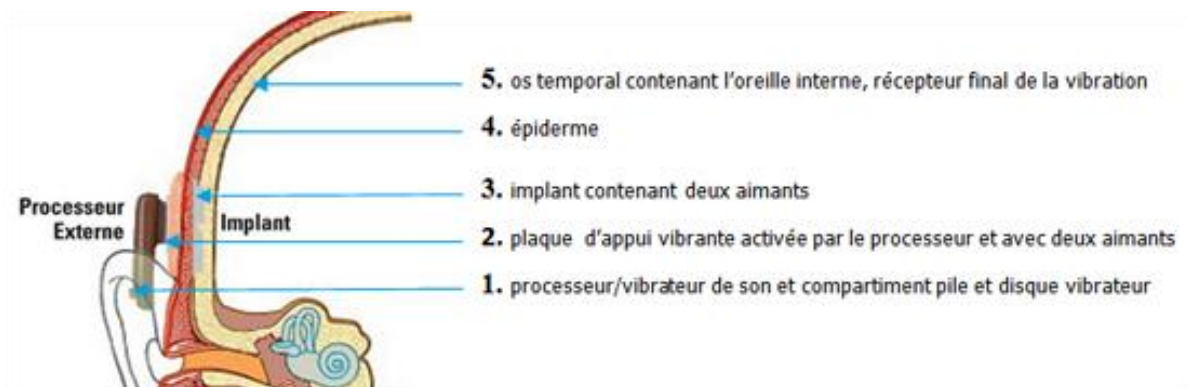 5. os temporal contenant l'oreille interne, récepteur final de la vibration
4. épiderme
3. implant contenant deux aimants
Processeur
Externe
Implant
2. plaque d'appui vibrante activée par le processeur et avec deux aimants
1. processeur/vibrateur de son et compartiment pile et disque vibrateur